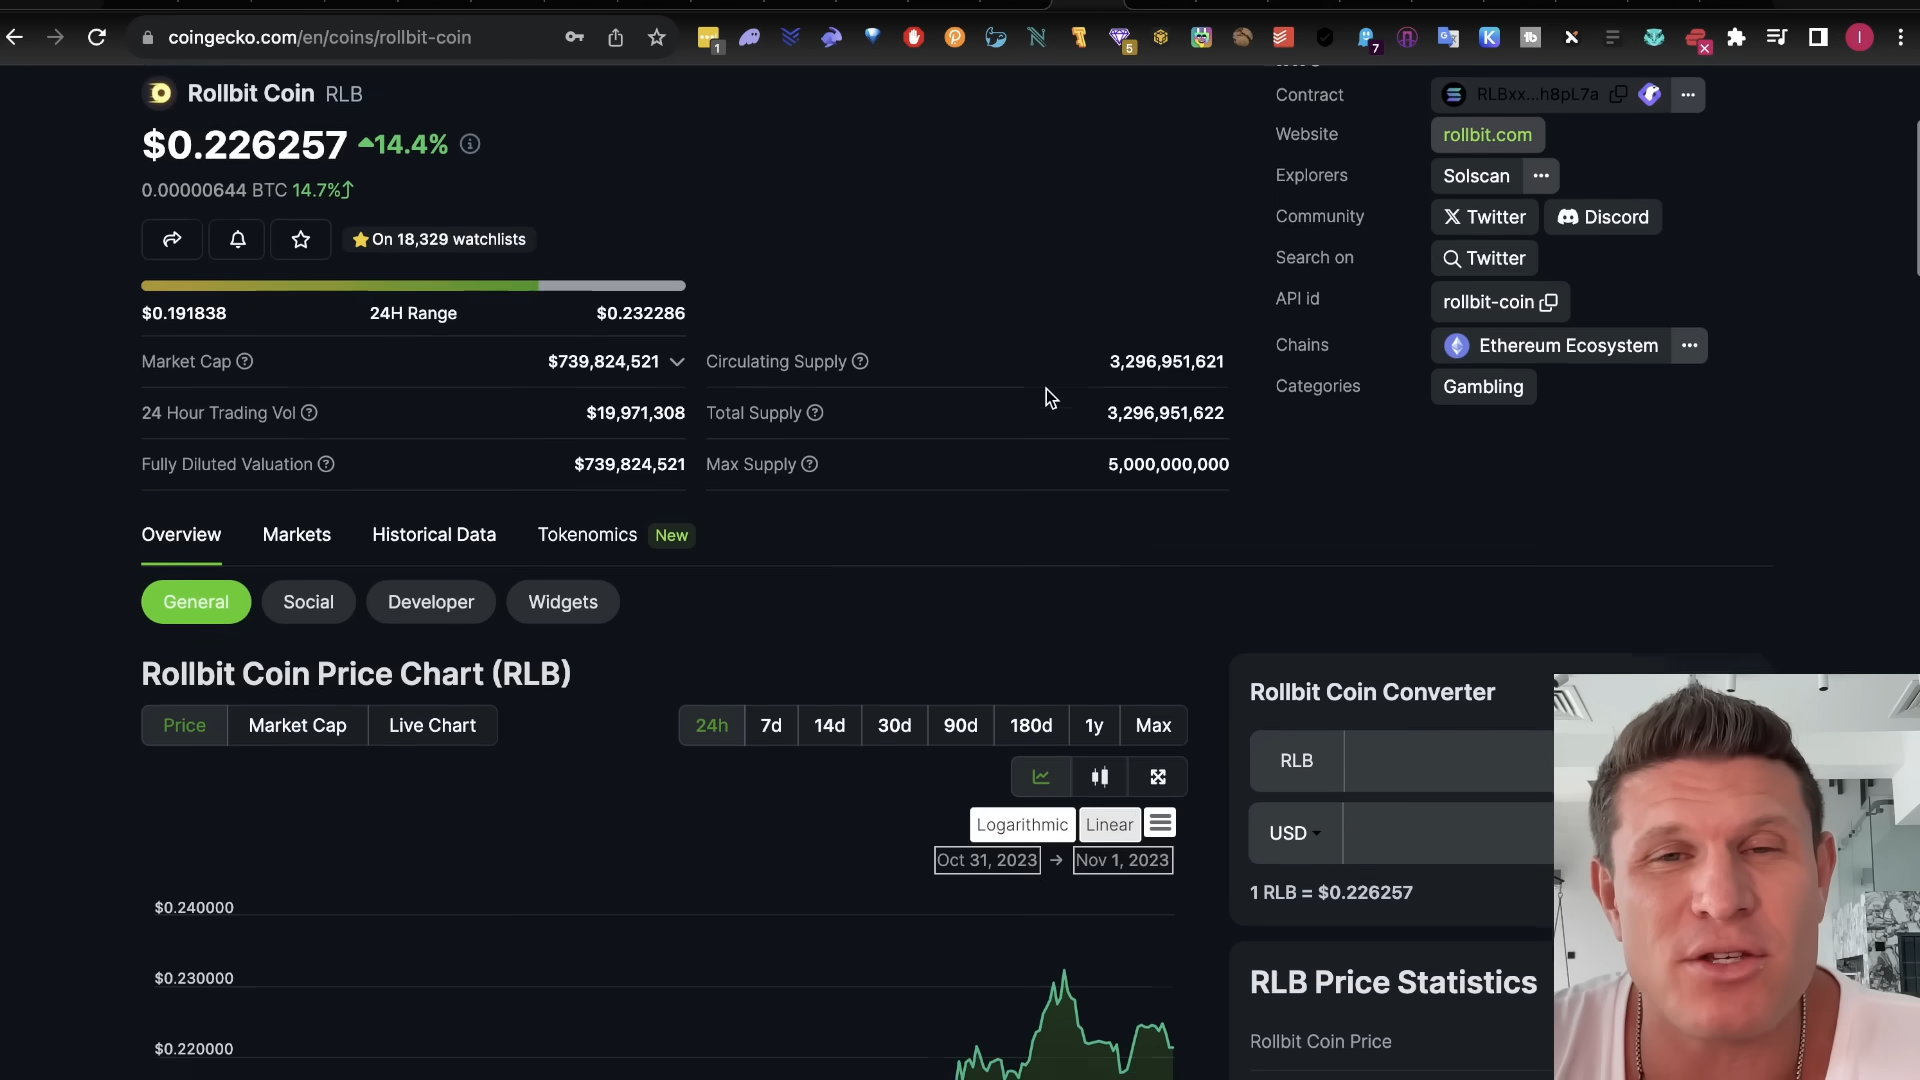 coingecko.com/en/coins/rollbit-coin
1
5
7
I
Rollbit Coin RLB
$0.226257 14.4%
0.00000644 BTC 14.7%
On 18,329 watchlists
$0.191838 24H Range $0.232286
Market Cap $739,824,521
24 Hour Trading Vol $19,971,308
Fully Diluted Valuation $739,824,521
Circulating Supply 3,296,951,621
Total Supply 3,296,951,622
Max Supply 5,000,000,000
Contract RLBxx...h8pL7a
Website rollbit.com
Explorers Solscan
Community Twitter Discord
Search on Twitter
API id rollbit-coin
Chains Ethereum Ecosystem
Categories Gambling
Overview Markets Historical Data Tokenomics New
General Social Developer Widgets
Rollbit Coin Price Chart (RLB)
Price Market Cap Live Chart
24h 7d 14d 30d 90d 180d 1y Max
Logarithmic Linear
Oct 31, 2023 → Nov 1, 2023
$0.240000
$0.230000
$0.220000
Rollbit Coin Converter
RLB
USD
1 RLB = $0.226257
RLB Price Statistics
Rollbit Coin Price